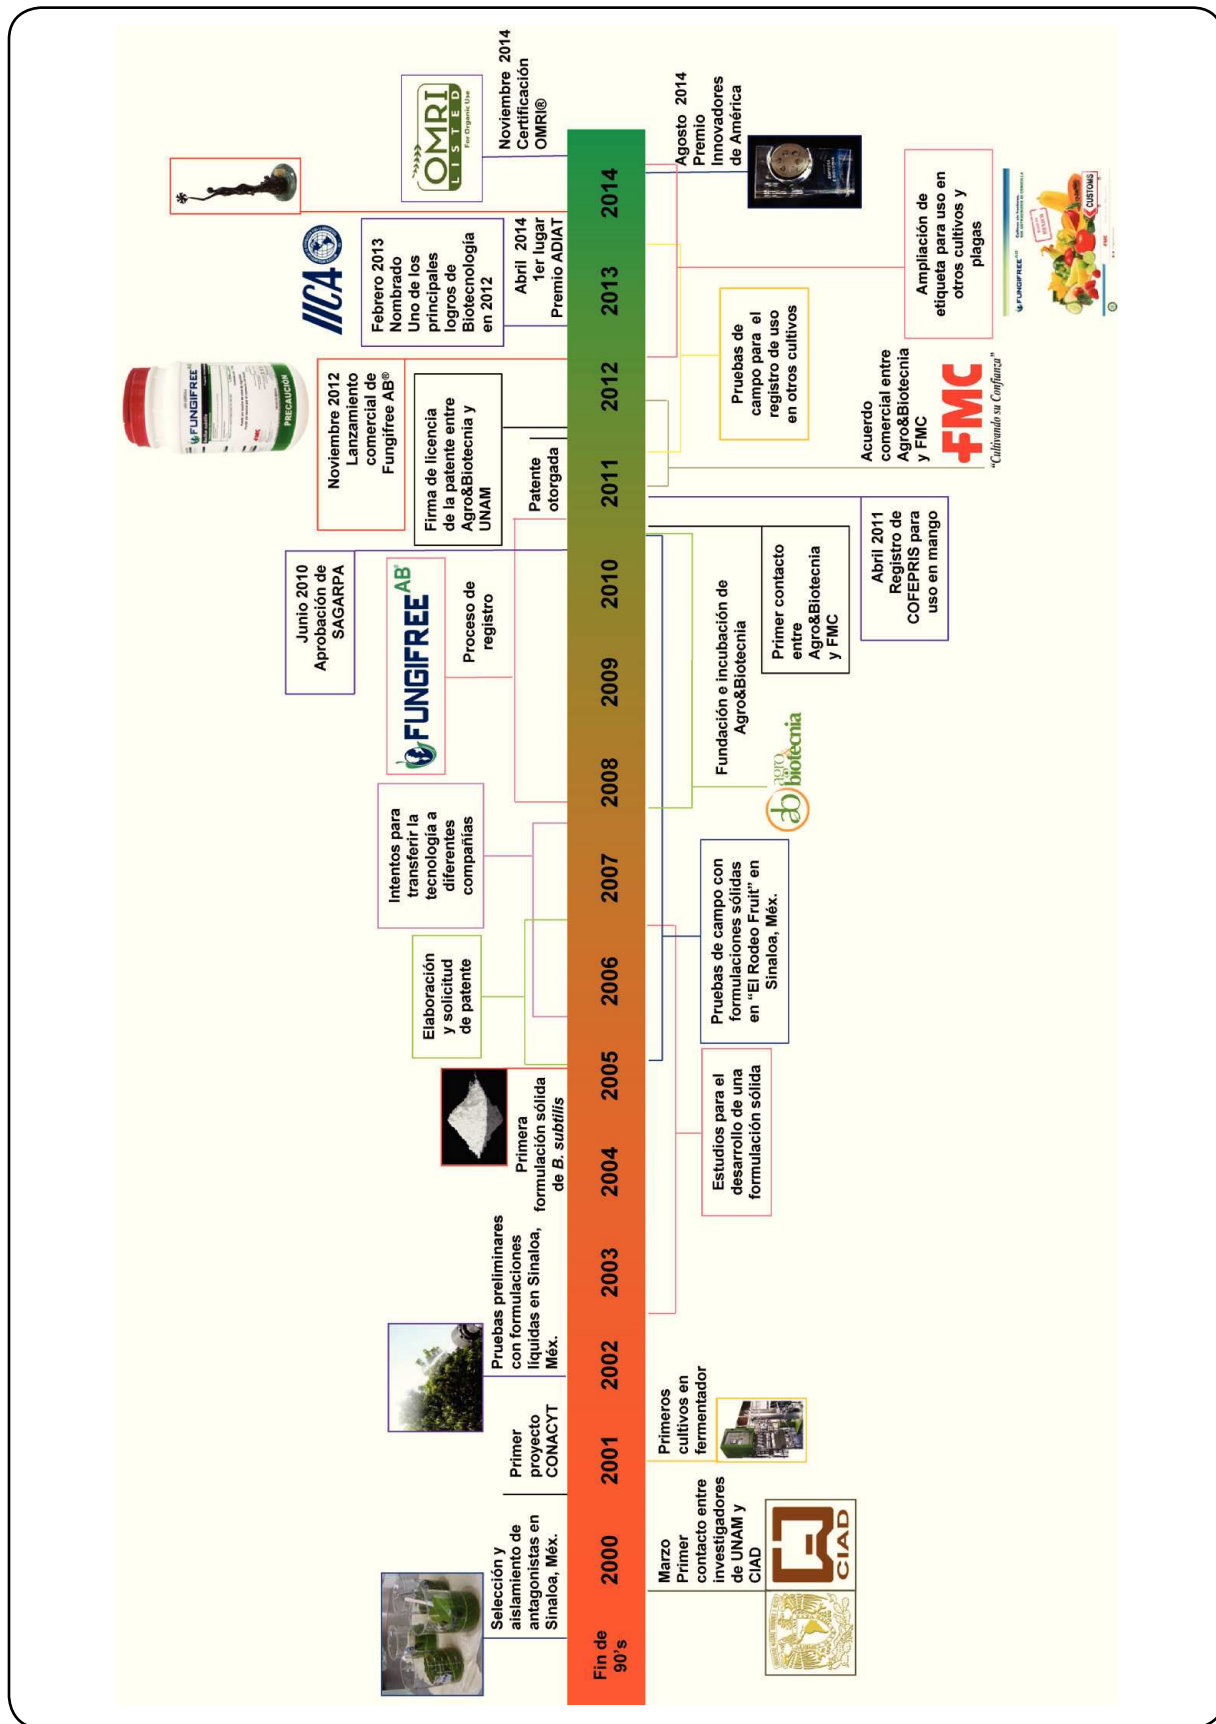 Selección y
aislamiento de
antagonistas en
Sinaloa, Méx.
Primer
proyecto
CONACYT
Pruebas preliminares
con formulaciones
líquidas en Sinaloa,
Méx.
Primera
formulación sólida
de B. subtilis
Elaboración
y solicitud
de patente
Intentos para
transferir la
tecnología a
diferentes
compañías
FUNGIFREE AB®
Proceso de
registro
Junio 2010
Aprobación de
SAGARPA
Patente
otorgada
Firma de licencia
de la patente entre
Agro&Biotecnia y
UNAM
Noviembre 2012
Lanzamiento
comercial de
Fungifree AB®
FUNGIFREE AB
FMC
PRECAUCIÓN
IICA
Febrero 2013
Nombrado
Uno de los
principales
logros de
Biotecnología
en 2012
Abril 2014
1er lugar
Premio ADIAT
OMRI
LISTED
For Organic Use
Noviembre 2014
Certificación
OMRI®
Fin de
90's
2000
2001
2002
2003
2004
2005
2006
2007
2008
2009
2010
2011
2012
2013
2014
Marzo
Primer
contacto entre
investigadores
de UNAM y
CIAD
CIAD
Primeros
cultivos en
fermentador
Estudios para el
desarrollo de una
formulación sólida
Pruebas de campo con
formulaciones sólidas
en “El Rodeo Fruit” en
Sinaloa, Méx.
Fundación e incubación de
Agro&Biotecnia
ab agro&
biotecnia
Primer contacto
entre
Agro&Biotecnia
y FMC
Abril 2011
Registro de
COFEPRIS para
uso en mango
Acuerdo
comercial entre
Agro&Biotecnia
y FMC
FMC
“Cultivando su Confianza”
Pruebas de
campo para el
registro de uso
en otros cultivos
Ampliación de
etiqueta para uso en
otros cultivos y
plagas
FUNGIFREE AB
CUSTOMS
FMC
Agosto 2014
Premio
Innovadores
de América